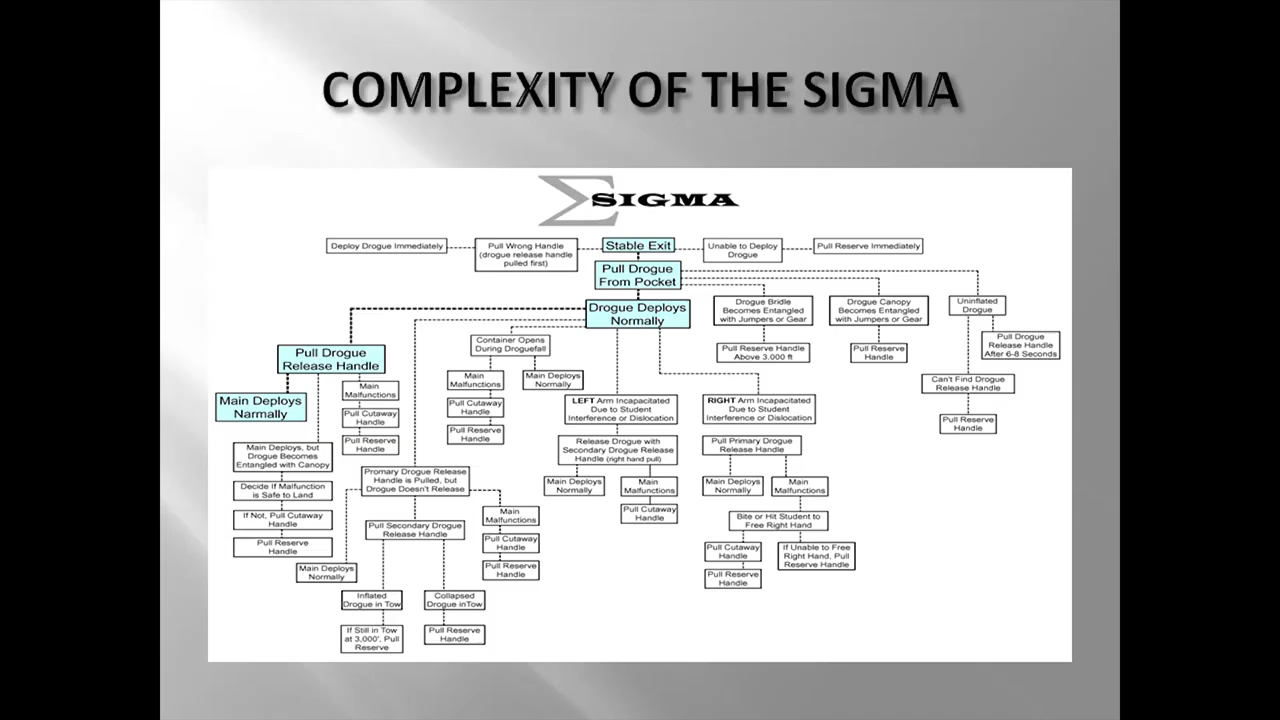 COMPLEXITY OF THE SIGMA
ΣSIGMA
Deploy Drogue Immediately
Pull Wrong Handle
(drogue release handle
pulled first)
Stable Exit
Unable to Deploy
Drogue
Pull Reserve Immediately
Pull Drogue
From Pocket
Drogue Deploys
Normally
Drogue Bridle
Becomes Entangled
with Jumpers or Gear
Drogue Canopy
Becomes Entangled
with Jumpers or Gear
Uninflated
Drogue
Pull Reserve Handle
Above 3.000 ft
Pull Reserve
Handle
Pull Drogue
Release Handle
After 6-8 Seconds
Can't Find Drogue
Release Handle
Pull Reserve
Handle
Pull Drogue
Release Handle
Main Deploys
Narmally
Main
Malfunctions
Pull Cutaway
Handle
Pull Reserve
Handle
Main Deploys, but
Drogue Becomes
Entangled with Canopy
Decide If Malfunction
is Safe to Land
If Not, Pull Cutaway
Handle
Pull Reserve
Handle
Container Opens
During Droguefall
Main
Malfunctions
Main Deploys
Normally
Pull Cutaway
Handle
Pull Reserve
Handle
Primary Drogue Release
Handle is Pulled, but
Drogue Doesn't Release
Main Deploys
Normally
Pull Secondary Drogue
Release Handle
Main
Malfunctions
Pull Cutaway
Handle
Pull Reserve
Handle
Inflated
Drogue in Tow
Collapsed
Drogue inTow
If Still in Tow
at 3,000', Pull
Reserve
Pull Reserve
Handle
LEFT Arm Incapacitated
Due to Student
Interference or Dislocation
Release Drogue with
Secondary Drogue Release
Handle (right hand pull)
Main Deploys
Normally
Main
Malfunctions
Pull Cutaway
Handle
RIGHT Arm Incapacitated
Due to Student
Interference or Dislocation
Pull Primary Drogue
Release Handle
Main Deploys
Normally
Main
Malfunctions
Bite or Hit Student to
Free Right Hand
Pull Cutaway
Handle
Pull Reserve
Handle
If Unable to Free
Right Hand, Pull
Reserve Handle